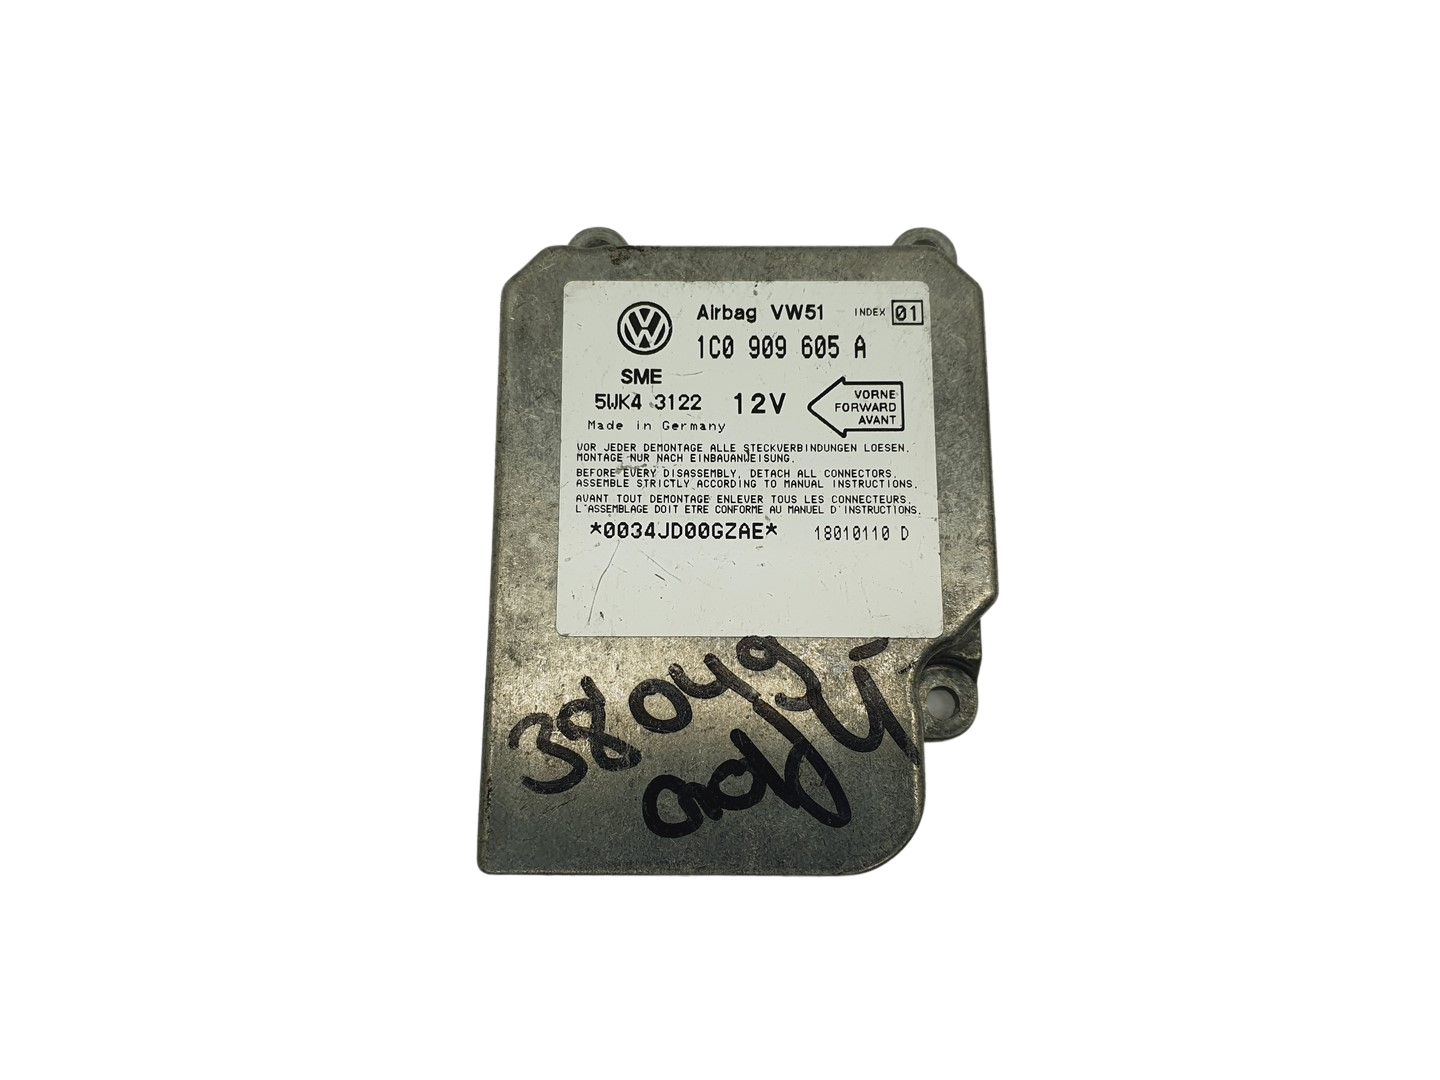 Airbag VW51 INDEX 01
1C0 909 605 A
SME
5WK4 3122 12V
VORNE
FORWARD
AVANT
Made in Germany
VOR JEDER DEMONTAGE ALLE STECKVERBINDUNGEN LOESEN.
MONTAGE NUR NACH EINBAUANWEISUNG.
BEFORE EVERY DISASSEMBLY, DETACH ALL CONNECTORS.
ASSEMBLE STRICTLY ACCORDING TO MANUAL INSTRUCTIONS.
AVANT TOUT DEMONTAGE ENLEVER TOUS LES CONNECTEURS.
L'ASSEMBLAGE DOIT ETRE CONFORME AU MANUEL D'INSTRUCTIONS.
*0034JD00GZAE* 18010110 D
38049